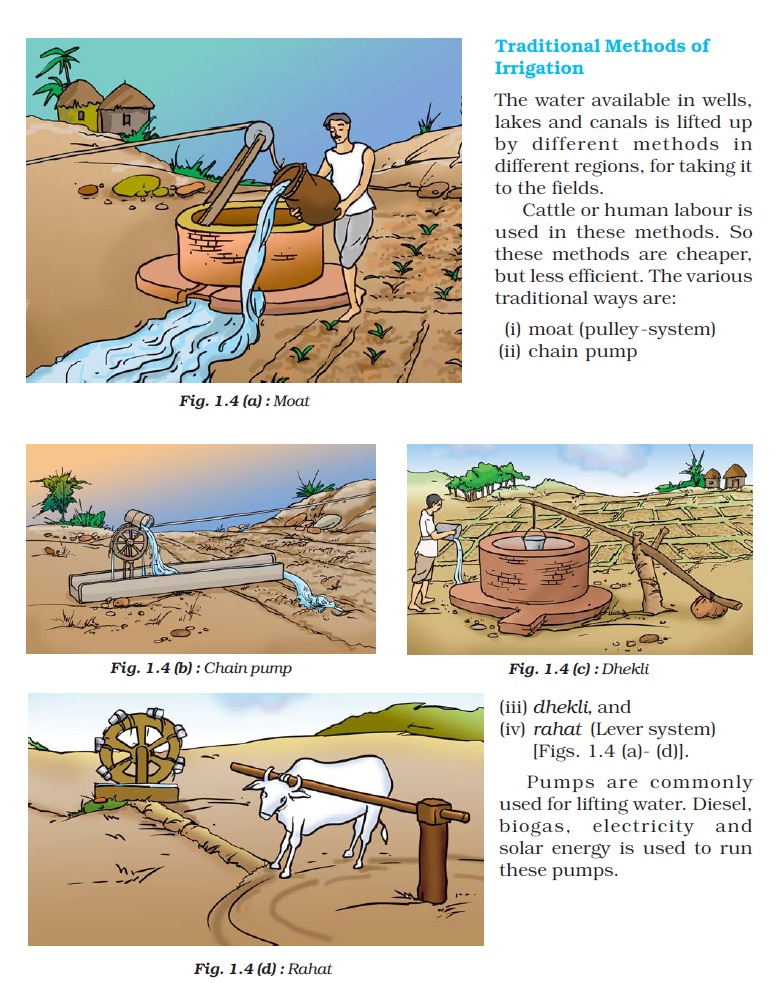 Traditional Methods of
Irrigation
The water available in wells,
lakes and canals is lifted up
by different methods in
different regions, for taking it
to the fields.
Cattle or human labour is
used in these methods. So
these methods are cheaper,
but less efficient. The various
traditional ways are:
(i) moat (pulley-system)
(ii) chain pump
Fig. 1.4 (a) : Moat
Fig. 1.4 (b) : Chain pump
Fig. 1.4 (c) : Dhekli
(iii) dhekli, and
(iv) rahat (Lever system)
[Figs. 1.4 (a)- (d)].
Pumps are commonly
used for lifting water. Diesel,
biogas, electricity and
solar energy is used to run
these pumps.
Fig. 1.4 (d) : Rahat